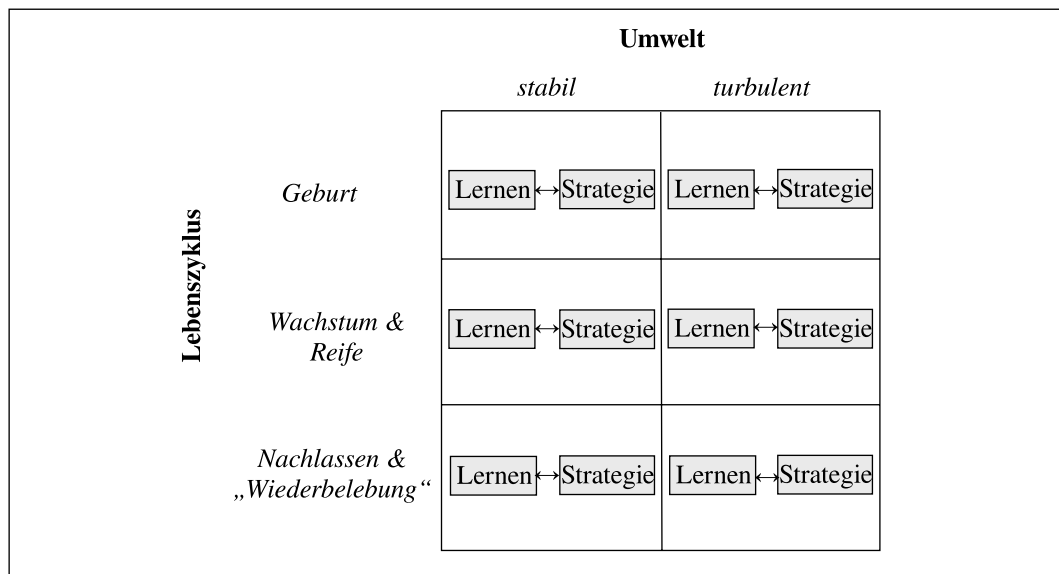 Umwelt
stabil turbulent
Geburt
Lernen Strategie Lernen Strategie
Lebenszyklus
Wachstum &
Reife
Lernen Strategie Lernen Strategie
Nachlassen &
„Wiederbelebung“
Lernen Strategie Lernen Strategie